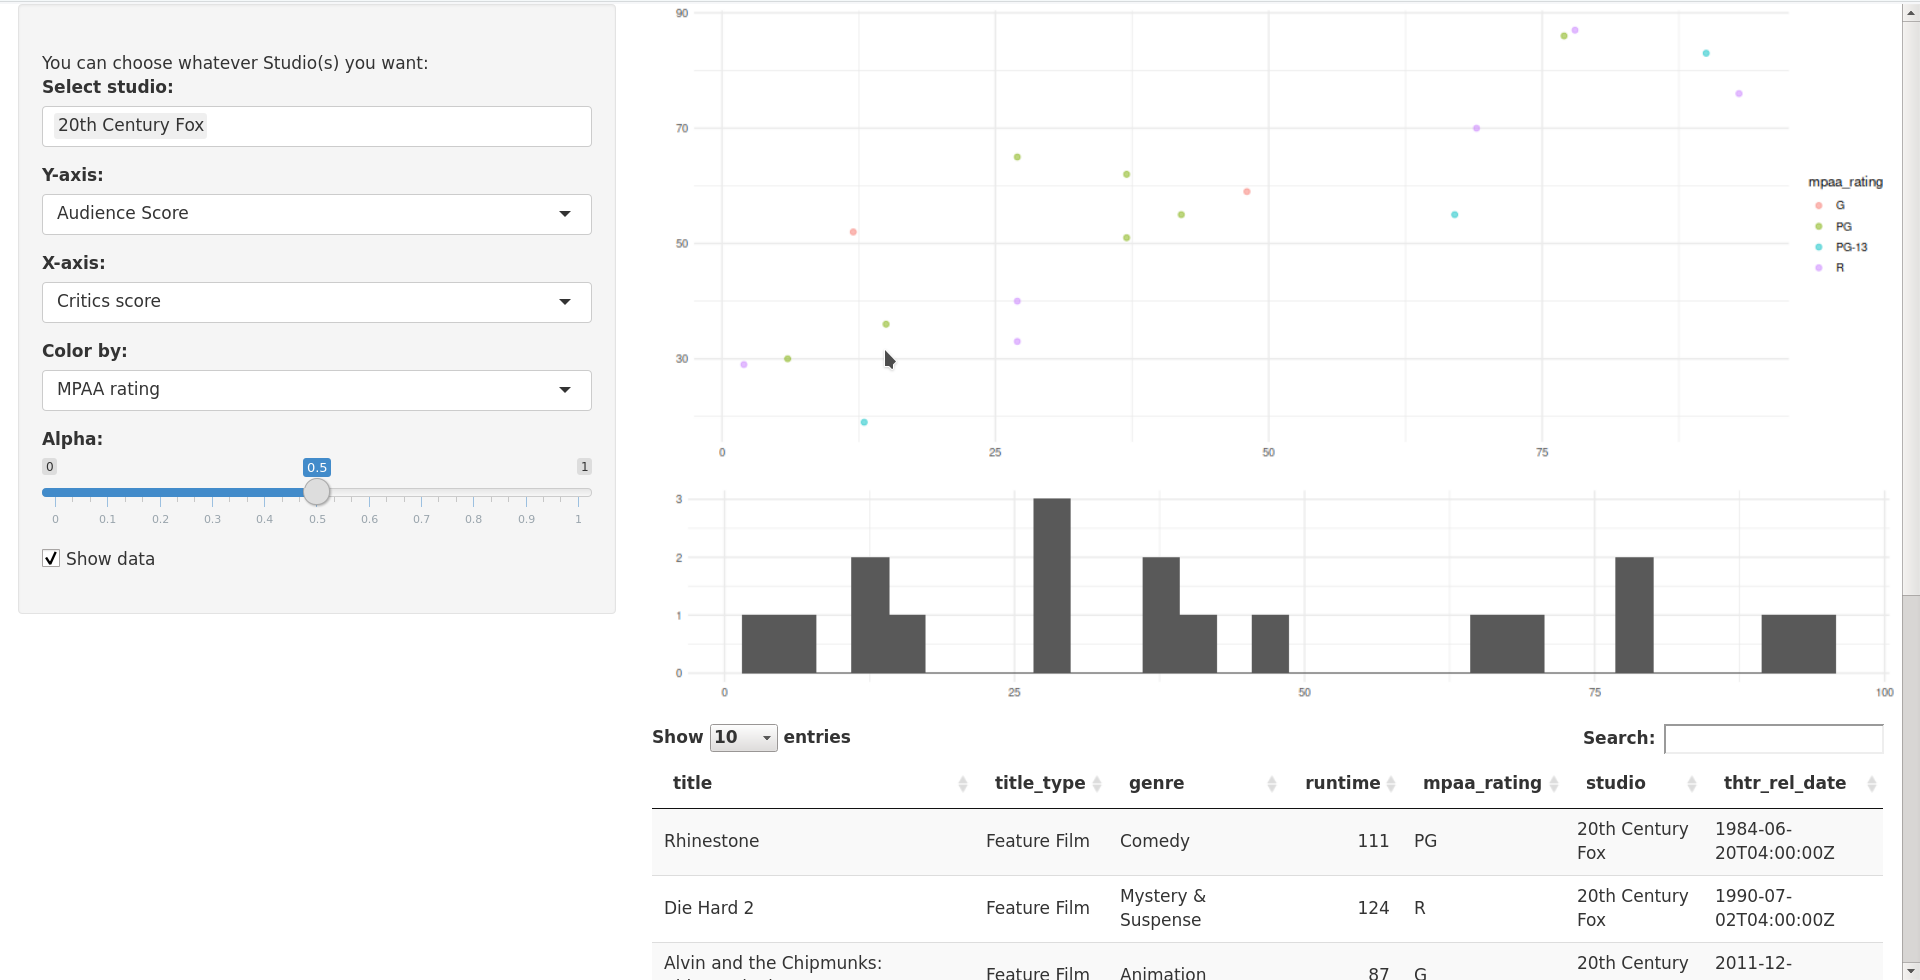 You can choose whatever Studio(s) you want:
Select studio:
20th Century Fox
Y-axis:
Audience Score
X-axis:
Critics score
Color by:
MPAA rating
Alpha:
0 0.5 1
0 0.1 0.2 0.3 0.4 0.5 0.6 0.7 0.8 0.9 1
Show data
90
70
50
30
0 25 50 75
mpaa_rating
G
PG
PG-13
R
3
2
1
0
0 25 50 75 100
Show 10 entries
Search:
title title_type genre runtime mpaa_rating studio thtr_rel_date
Rhinestone Feature Film Comedy 111 PG 20th Century Fox 1984-06-20T04:00:00Z
Die Hard 2 Feature Film Mystery & Suspense 124 R 20th Century Fox 1990-07-02T04:00:00Z
Alvin and the Chipmunks: Feature Film Animation 87 G 20th Century 2011-12-